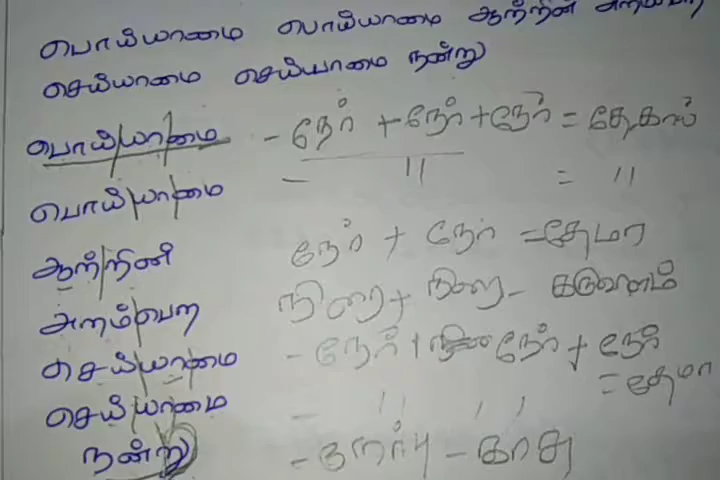 பொய்யாமை பொய்யாமை ஆற்றின் அறம்பிற
செய்யாமை செய்யாமை நன்று
பொய்/யா/மை - நேர் + நேர் + நேர் = தேகாய்
பொய்/யா/மை - " = "
ஆற்/றின் நேர் + நேர் = தேமா
அறம்/பிற நிரை + நிரை - கருவிளம்
செய்/யா/மை - நேர் + நேர் + நேர்
= தேமா
செய்/யா/மை - " "
நன்/று - நேர்பு - காசு